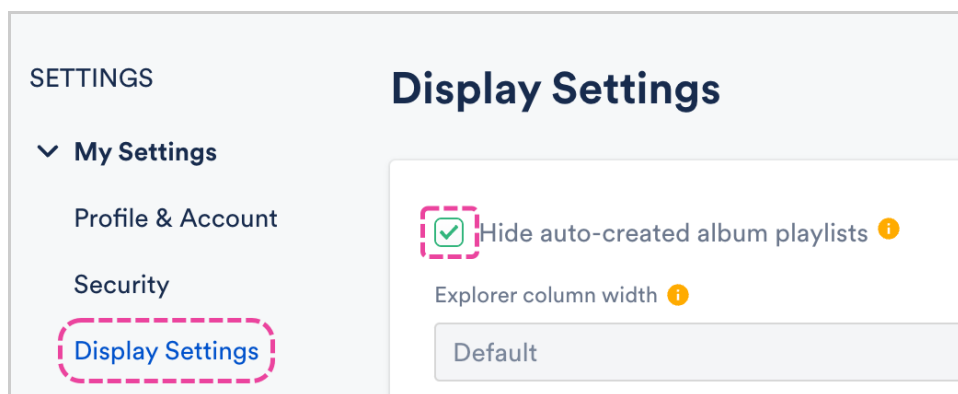 SETTINGS
My Settings
Profile & Account
Security
Display Settings
Display Settings
Hide auto-created album playlists
Explorer column width
Default